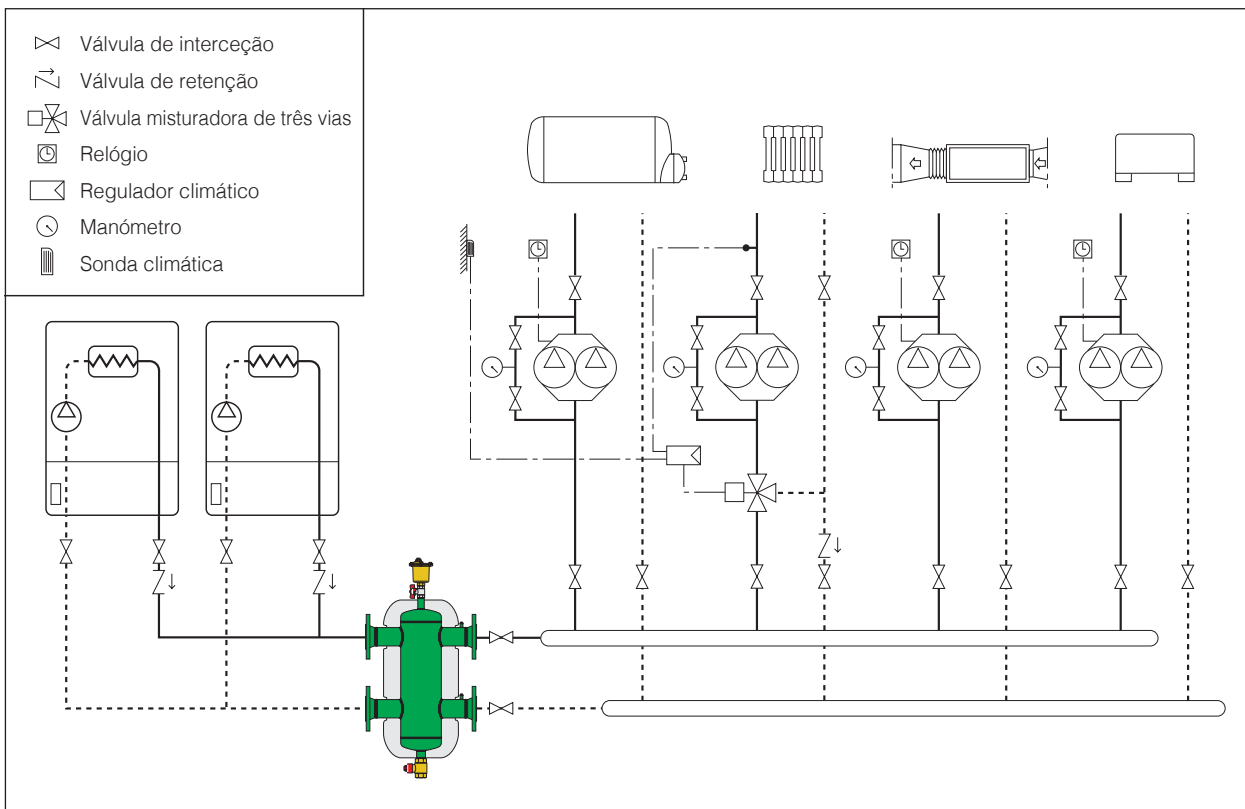 Válvula de interceção
Válvula de retenção
Válvula misturadora de três vias
Relógio
Regulador climático
Manómetro
Sonda climática